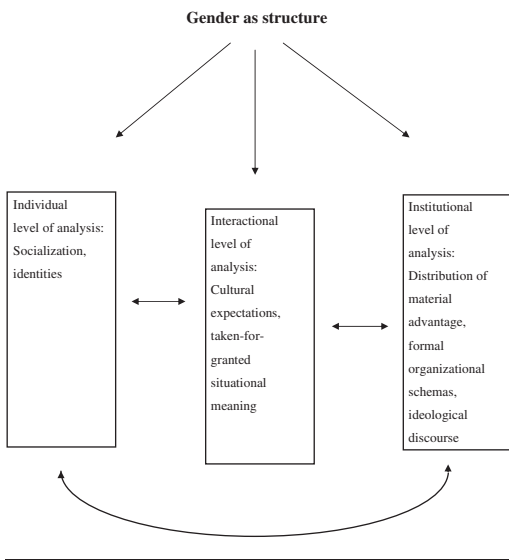 Gender as structure
Individual
level of analysis:
Socialization,
identities
Interactional
level of
analysis:
Cultural
expectations,
taken-for-
granted
situational
meaning
Institutional
level of
analysis:
Distribution of
material
advantage,
formal
organizational
schemas,
ideological
discourse